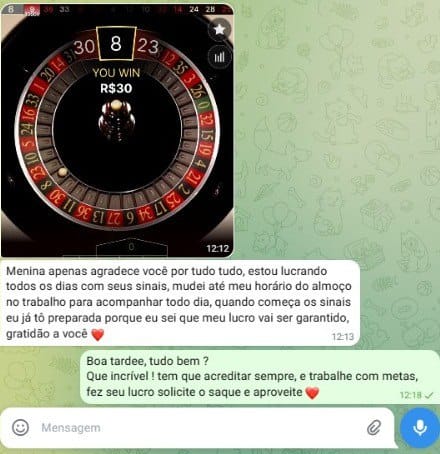 30 8 23
YOU WIN
R$30
12:12
Menina apenas agradece você por tudo tudo, estou lucrando
todos os dias com seus sinais, mudei até meu horário do almoço
no trabalho para acompanhar todo dia, quando começa os sinais
eu já tô preparada porque eu sei que meu lucro vai ser garantido,
gratidão a você ❤️
12:13
Boa tardee, tudo bem ?
Que incrível ! tem que acreditar sempre, e trabalhe com metas,
fez seu lucro solicite o saque e aproveite ❤️
12:18
Mensagem